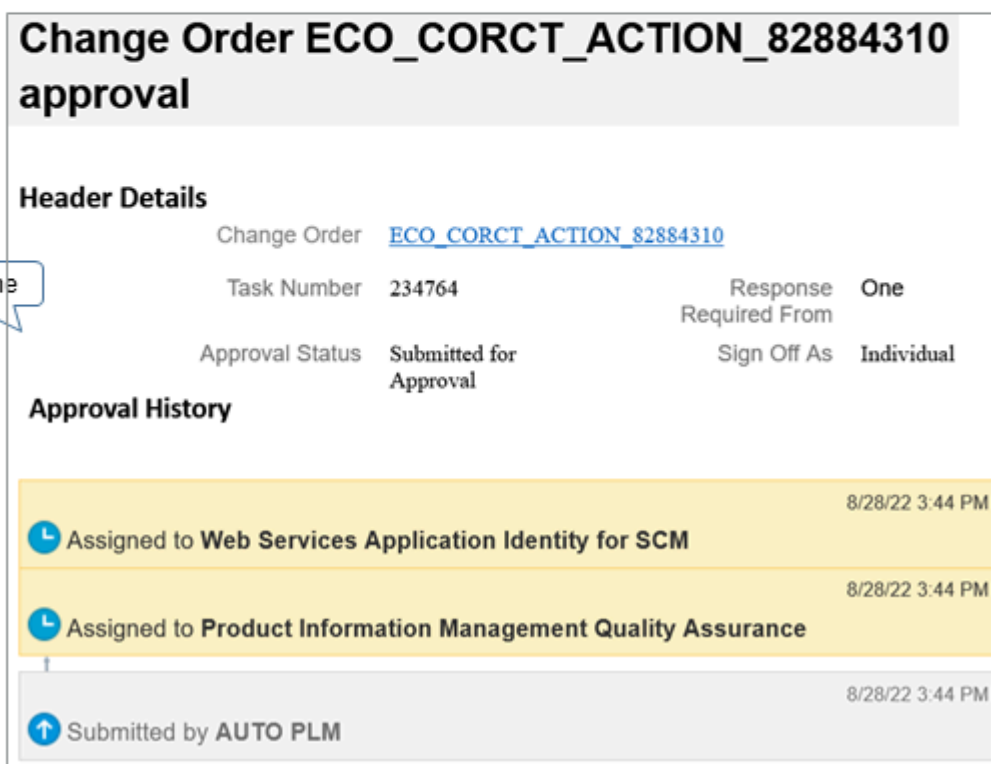 Change Order ECO_CORCT_ACTION_82884310
approval
Header Details
Change Order ECO_CORCT_ACTION_82884310
Task Number 234764
Response
Required From
One
Approval Status Submitted for
Approval
Sign Off As Individual
Approval History
8/28/22 3:44 PM
Assigned to Web Services Application Identity for SCM
8/28/22 3:44 PM
Assigned to Product Information Management Quality Assurance
8/28/22 3:44 PM
Submitted by AUTO PLM